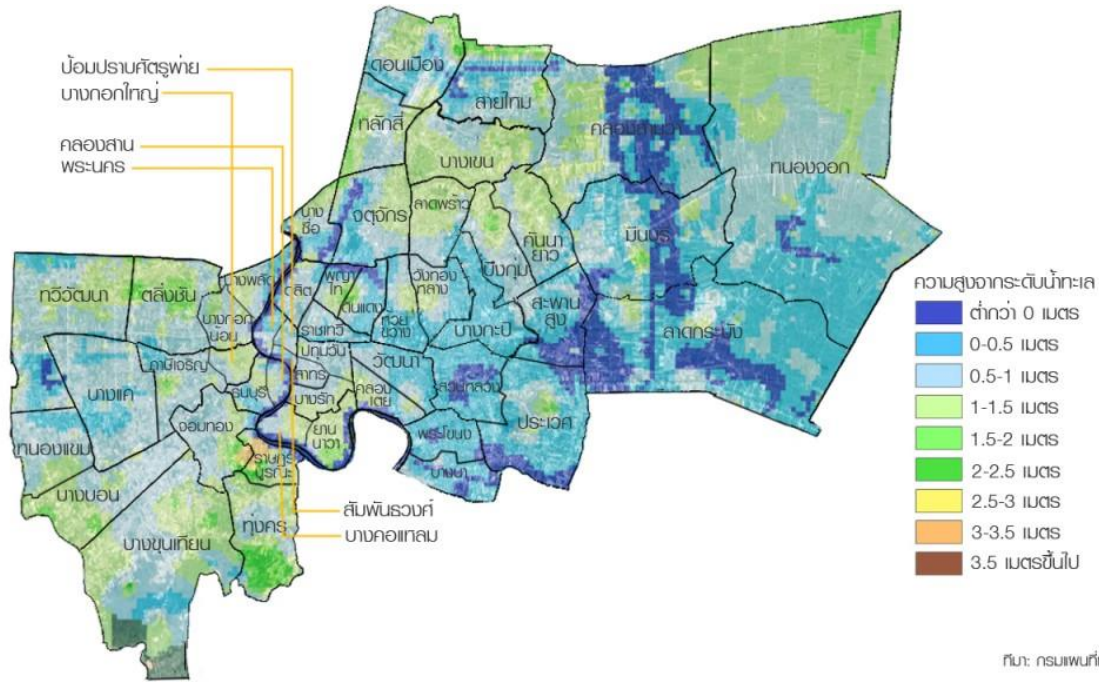 ป้อมปราบศัตรูพ่าย
บางกอกใหญ่
คลองสาน
พระนคร
ดอนเมือง
สายไหม
หลักสี่
บางเขน
คลองสามวา
หนองจอก
บาง
ซื่อ
จตุจักร
ลาดพร้าว
คันนา
ยาว
มีนบุรี
บึงกุ่ม
วังทอง
หลาง
สะพาน
สูง
ลาดกระบัง
บางกะปิ
พญา
ไท
ดินแดง
ห้วย
ขวาง
ดุสิต
บางพลัด
ราชเทวี
ปทุมวัน
วัฒนา
สาทร
บางรัก
คลอง
เตย
สวนหลวง
ประเวศ
พระโขนง
บางนา
ยาน
นาวา
ทวีวัฒนา
ตลิ่งชัน
บางกอก
น้อย
ภาษีเจริญ
บางแค
ธนบุรี
จอมทอง
หนองแขม
ราษฎร์
บูรณะ
บางบอน
บางขุนเทียน
ทุ่งครุ
สัมพันธวงศ์
บางคอแหลม
ความสูงจากระดับน้ำทะเล
ต่ำกว่า 0 เมตร
0-0.5 เมตร
0.5-1 เมตร
1-1.5 เมตร
1.5-2 เมตร
2-2.5 เมตร
2.5-3 เมตร
3-3.5 เมตร
3.5 เมตรขึ้นไป
ที่มา: กรมแผนที่